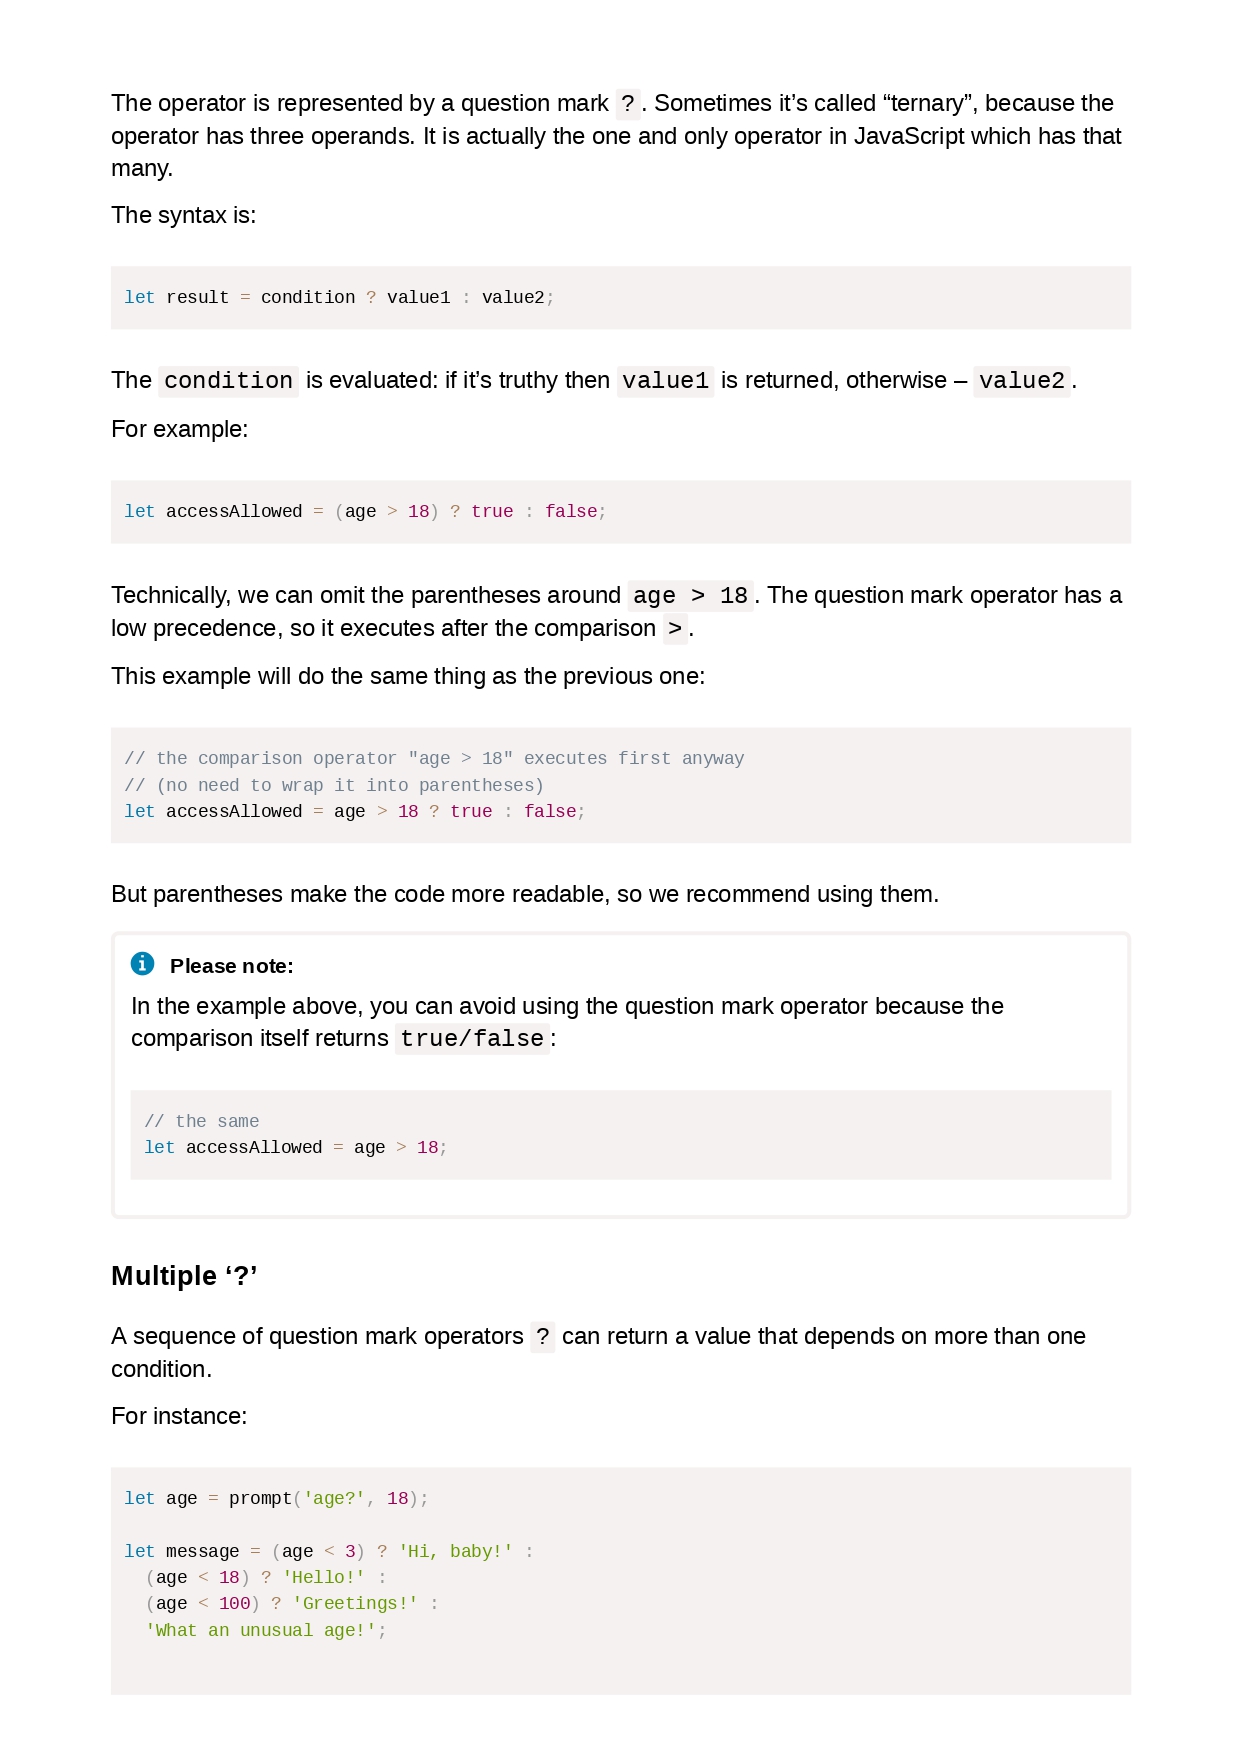 The operator is represented by a question mark ?. Sometimes it’s called “ternary”, because the
operator has three operands. It is actually the one and only operator in JavaScript which has that
many.
The syntax is:
let result = condition ? value1 : value2;
The condition is evaluated: if it’s truthy then value1 is returned, otherwise – value2.
For example:
let accessAllowed = (age > 18) ? true : false;
Technically, we can omit the parentheses around age > 18. The question mark operator has a
low precedence, so it executes after the comparison >.
This example will do the same thing as the previous one:
// the comparison operator "age > 18" executes first anyway
// (no need to wrap it into parentheses)
let accessAllowed = age > 18 ? true : false;
But parentheses make the code more readable, so we recommend using them.
Please note:
In the example above, you can avoid using the question mark operator because the
comparison itself returns true/false:
// the same
let accessAllowed = age > 18;
Multiple ‘?’
A sequence of question mark operators ? can return a value that depends on more than one
condition.
For instance:
let age = prompt('age?', 18);
let message = (age < 3) ? 'Hi, baby!' :
  (age < 18) ? 'Hello!' :
  (age < 100) ? 'Greetings!' :
  'What an unusual age!';